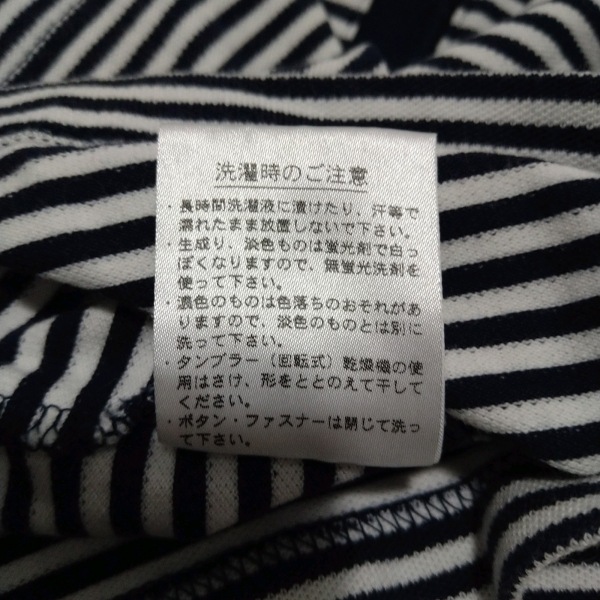 洗濯時のご注意
・長時間洗濯液に漬けたり、汗等で
濡れたまま放置しないで下さい。
・生成り、淡色ものは蛍光剤で白っ
ぽくなりますので、無蛍光洗剤を
使って下さい。
・濃色のものは色落ちのおそれがあ
りますので、淡色のものとは別に
洗って下さい。
・タンブラー(回転式)乾燥機の使
用はさけ、形をととのえて干して
ください。
・ボタン・ファスナーは閉じて洗っ
て下さい。